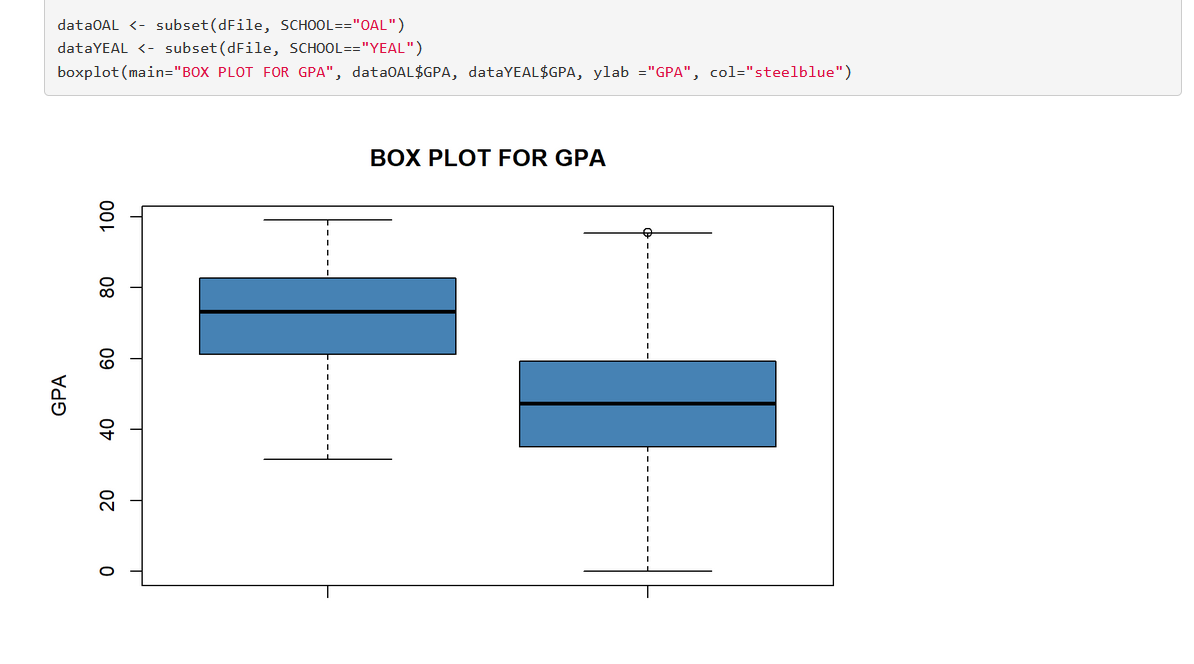 dataOAL <- subset(dFile, SCHOOL=="OAL")
dataYEAL <- subset(dFile, SCHOOL=="YEAL")
boxplot(main="BOX PLOT FOR GPA", dataOAL$GPA, dataYEAL$GPA, ylab ="GPA", col="steelblue")
BOX PLOT FOR GPA
100
80
60
40
20
0
GPA